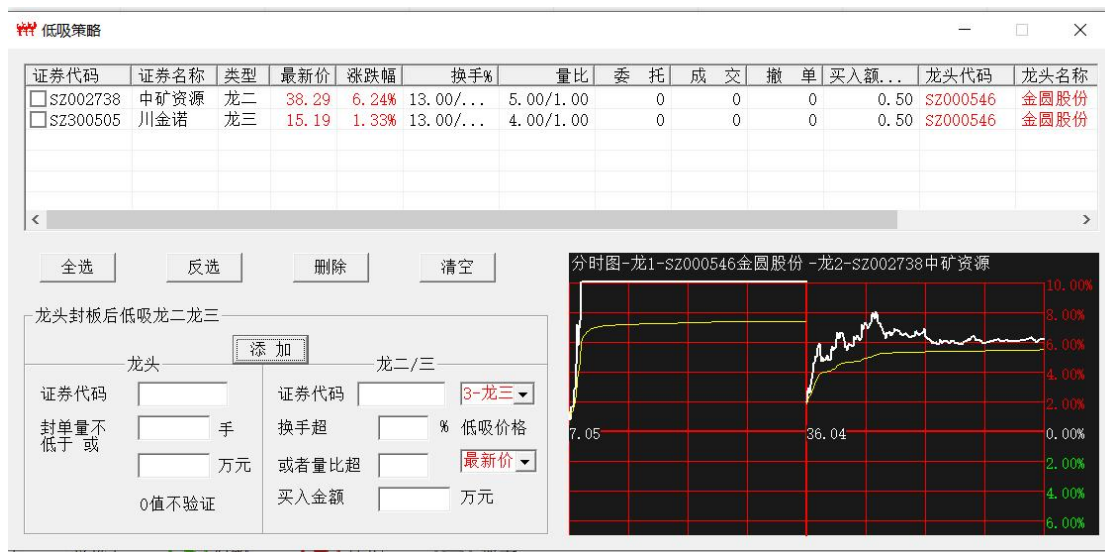 低吸策略
证券代码 证券名称 类型 最新价 涨跌幅 换手% 量比 委 托 成 交 撤 单 买入额... 龙头代码 龙头名称
SZ002738 中矿资源 龙二 38.29 6.24% 13.00/... 5.00/1.00 0 0 0 0.50 SZ000546 金圆股份
SZ300505 川金诺 龙三 15.19 1.33% 13.00/... 4.00/1.00 0 0 0 0.50 SZ000546 金圆股份
全选 反选 删除 清空
龙头封板后低吸龙二龙三
添 加
龙头 龙二/三
证券代码 证券代码 3-龙三
封单量不
低于 或 手 换手超 % 低吸价格
万元 或者量比超 最新价
0值不验证 买入金额 万元
分时图-龙1-SZ000546金圆股份 -龙2-SZ002738中矿资源
10.00%
8.00%
6.00%
4.00%
2.00%
7.05 36.04 0.00%
2.00%
4.00%
6.00%